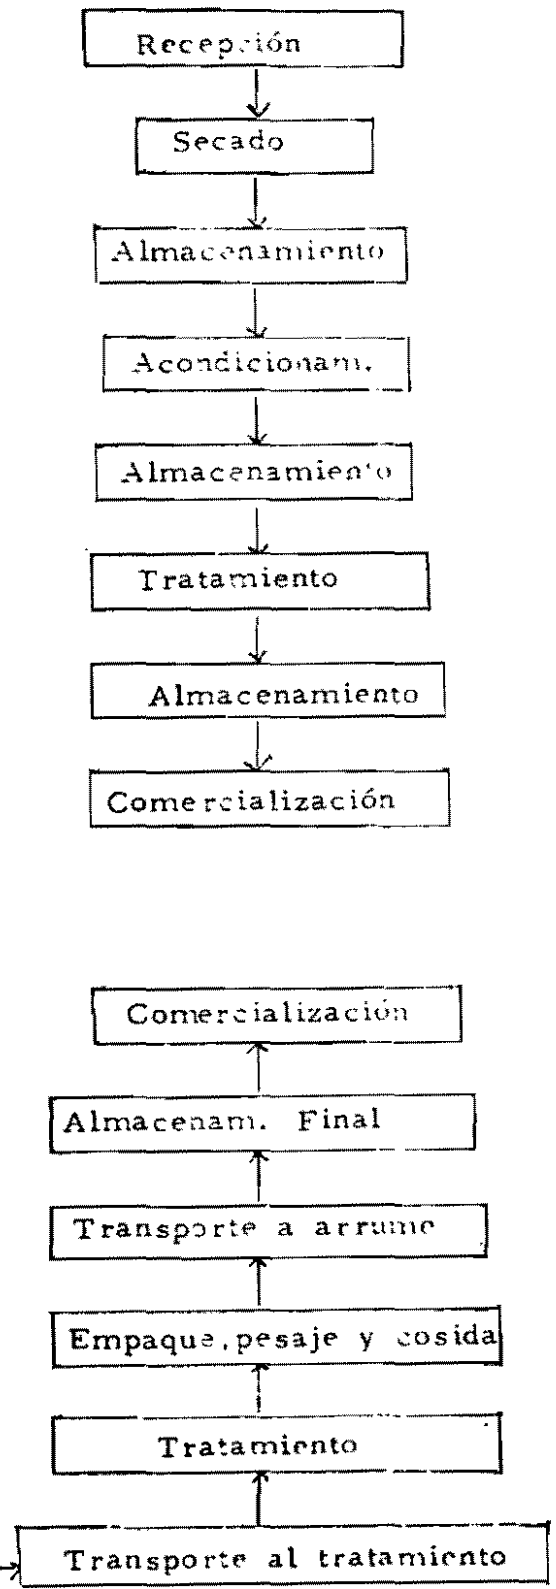 Recepción
Secado
Almacenamiento
Acondicionam.
Almacenamiento
Tratamiento
Almacenamiento
Comercialización
Comercialización
Almacenam. Final
Transporte a arrume
Empaque, pesaje y cosida
Tratamiento
Transporte al tratamiento